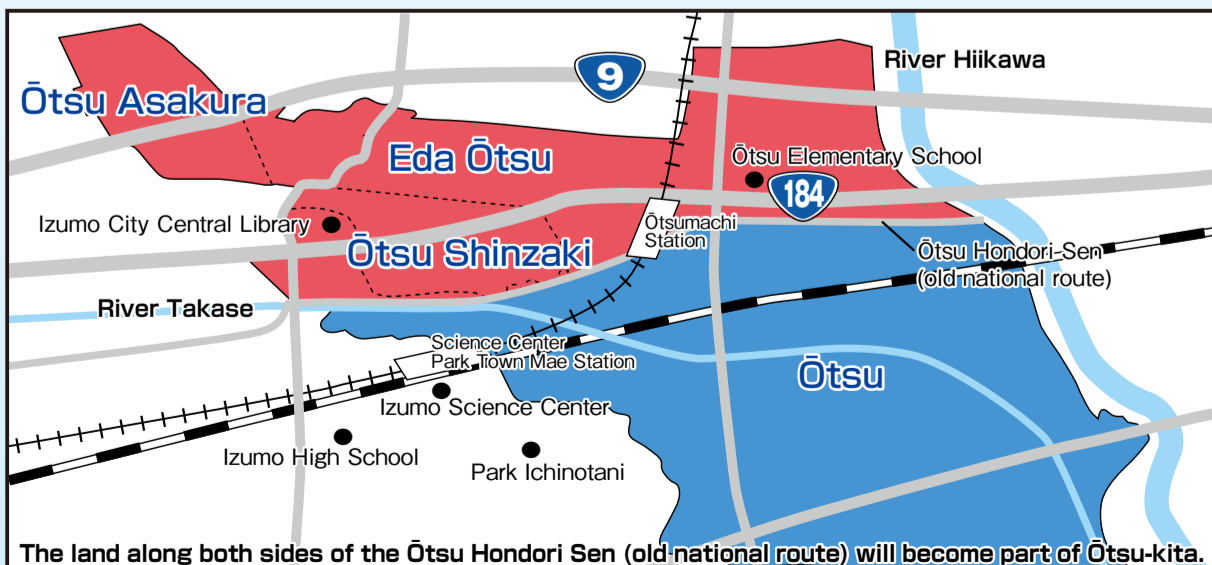 9
River Hiikawa
Ōtsu Asakura
Eda Ōtsu
Ōtsu Elementary School
184
Izumo City Central Library
Ōtsumachi
Station
Ōtsu Shinzaki
Ōtsu Hondori-Sen
(old national route)
River Takase
Science Center
Park Town Mae Station
Ōtsu
Izumo Science Center
Izumo High School
Park Ichinotani
The land along both sides of the Ōtsu Hondori Sen (old national route) will become part of Ōtsu-kita.